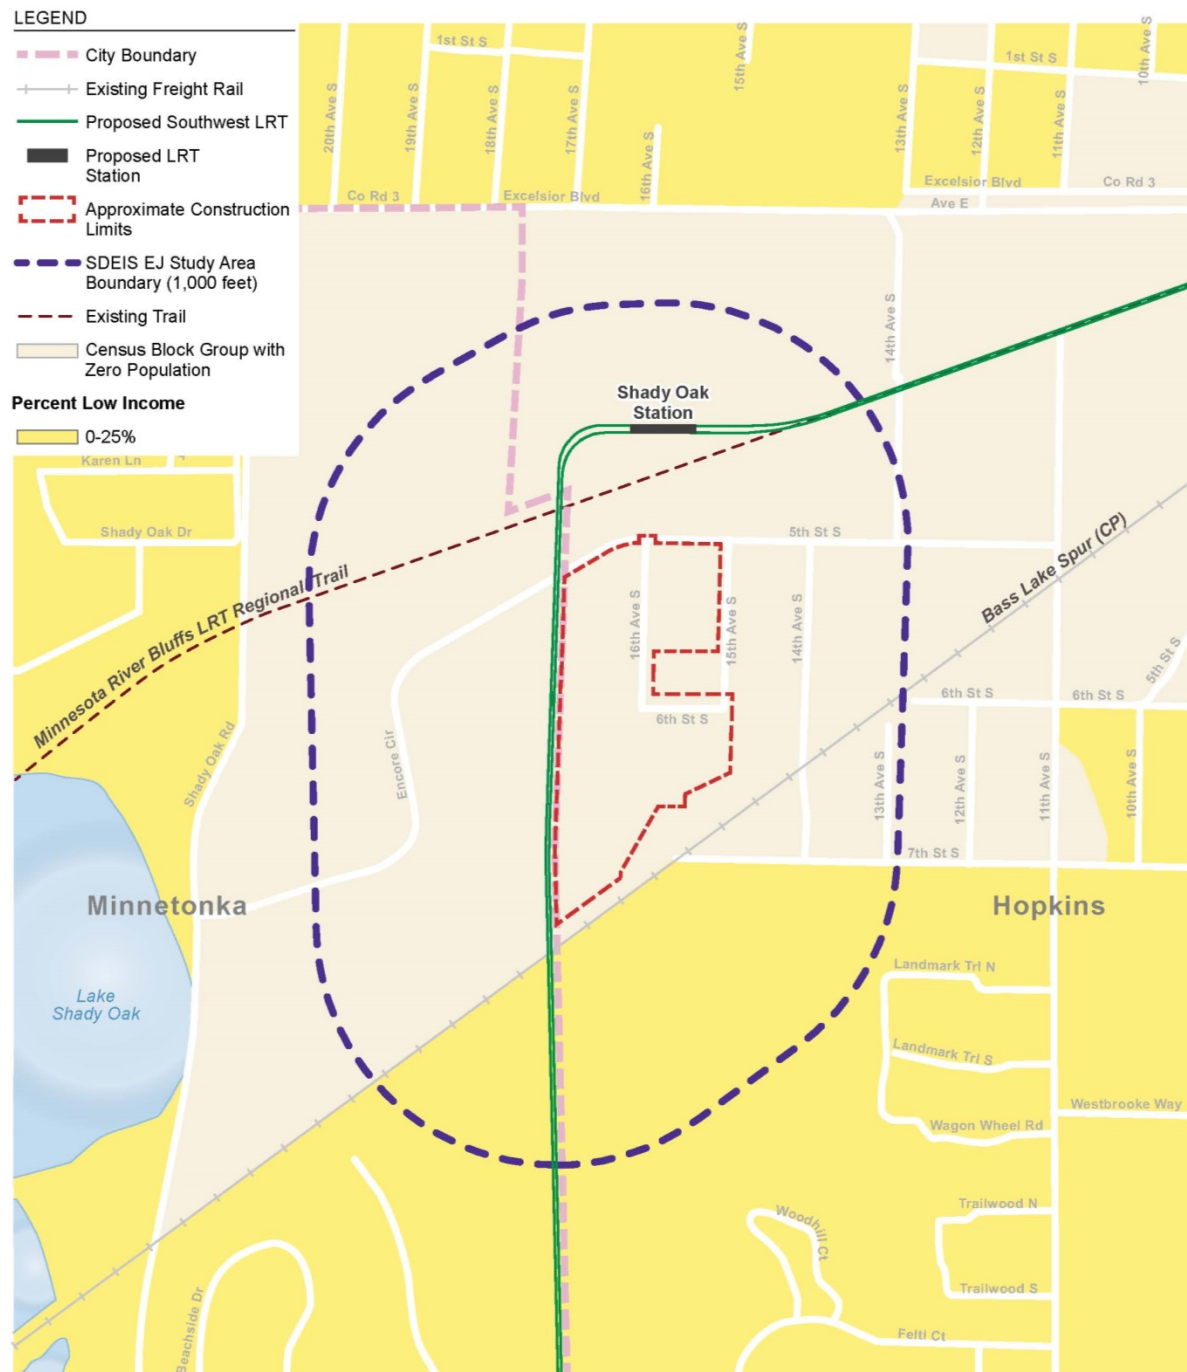 LEGEND
City Boundary
Existing Freight Rail
Proposed Southwest LRT
Proposed LRT
Station
Approximate Construction
Limits
SDEIS EJ Study Area
Boundary (1,000 feet)
Existing Trail
Census Block Group with
Zero Population
Percent Low Income
0-25%
1st St S
15th Ave S
1st St S
10th Ave S
20th Ave S
19th Ave S
18th Ave S
17th Ave S
16th Ave S
13th Ave S
12th Ave S
11th Ave S
Co Rd 3
Excelsior Blvd
Excelsior Blvd
Co Rd 3
Ave E
14th Ave S
Shady Oak
Station
Karen Ln
Shady Oak Dr
5th St S
Bass Lake Spur (CP)
Minnesota River Bluffs LRT Regional Trail
16th Ave S
15th Ave S
14th Ave S
5th St S
6th St S
6th St S
6th St S
Shady Oak Rd
Encore Cir
13th Ave S
12th Ave S
11th Ave S
10th Ave S
7th St S
Minnetonka
Hopkins
Landmark Trl N
Lake
Shady Oak
Landmark Trl S
Westbrooke Way
Wagon Wheel Rd
Trailwood N
Woodhill Ct
Trailwood S
Beachside Dr
Feltl Ct